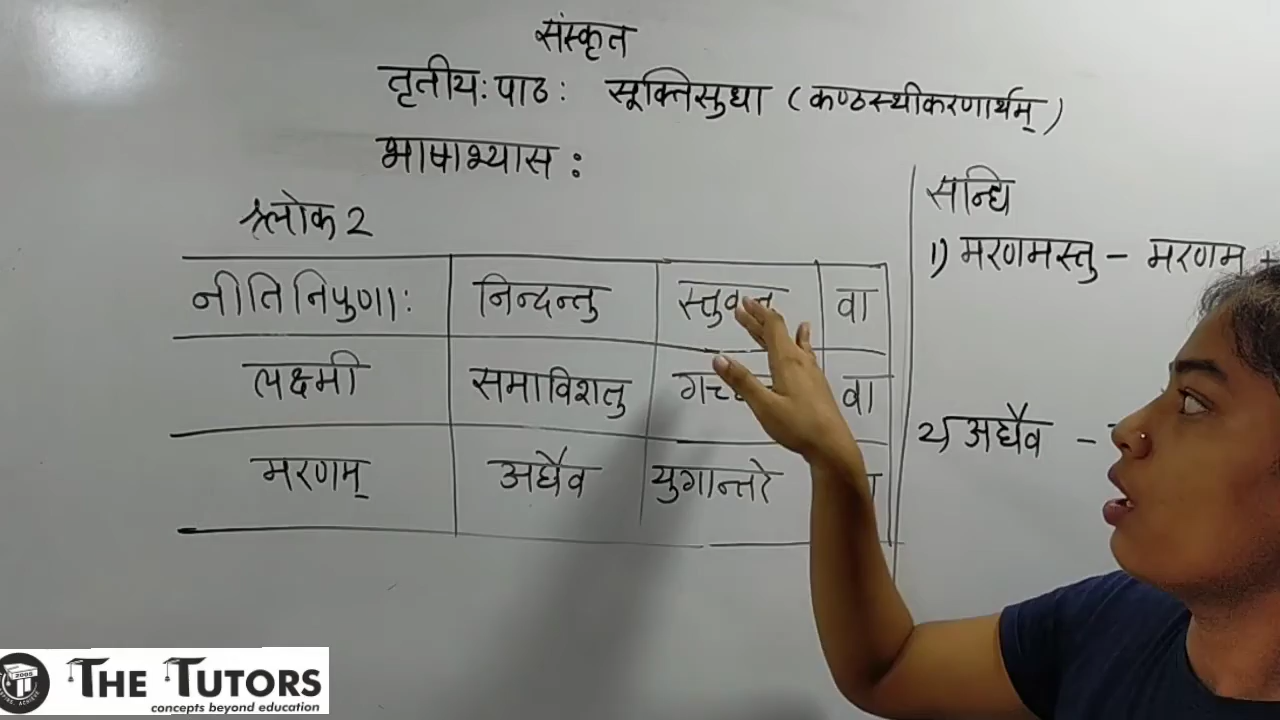 संस्कृत
तृतीय: पाठ: सूक्तिसुधा (कण्ठस्थीकरणार्थम्)
भाषाभ्यास :
श्लोक 2
नीतिनिपुणा: निन्दन्तु वा
लक्ष्मी समाविशतु वा
मरणम् अद्यैव युगान्तरे
सन्धि
1) मरणमस्तु - मरणम +
2) अद्यैव -
2005
THE TUTORS
concepts beyond education